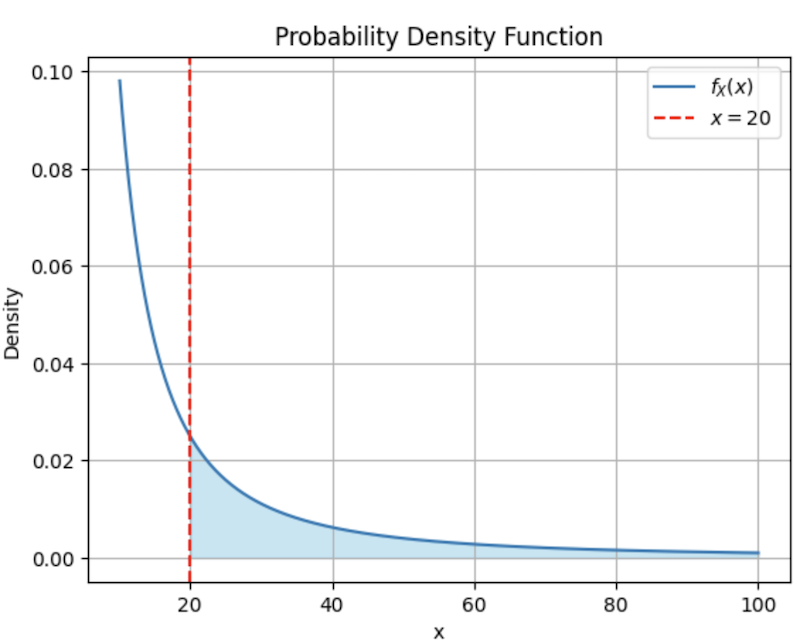 Probability Density Function
f_X(x)
x = 20
Density
0.10
0.08
0.06
0.04
0.02
0.00
20 40 60 80 100
x